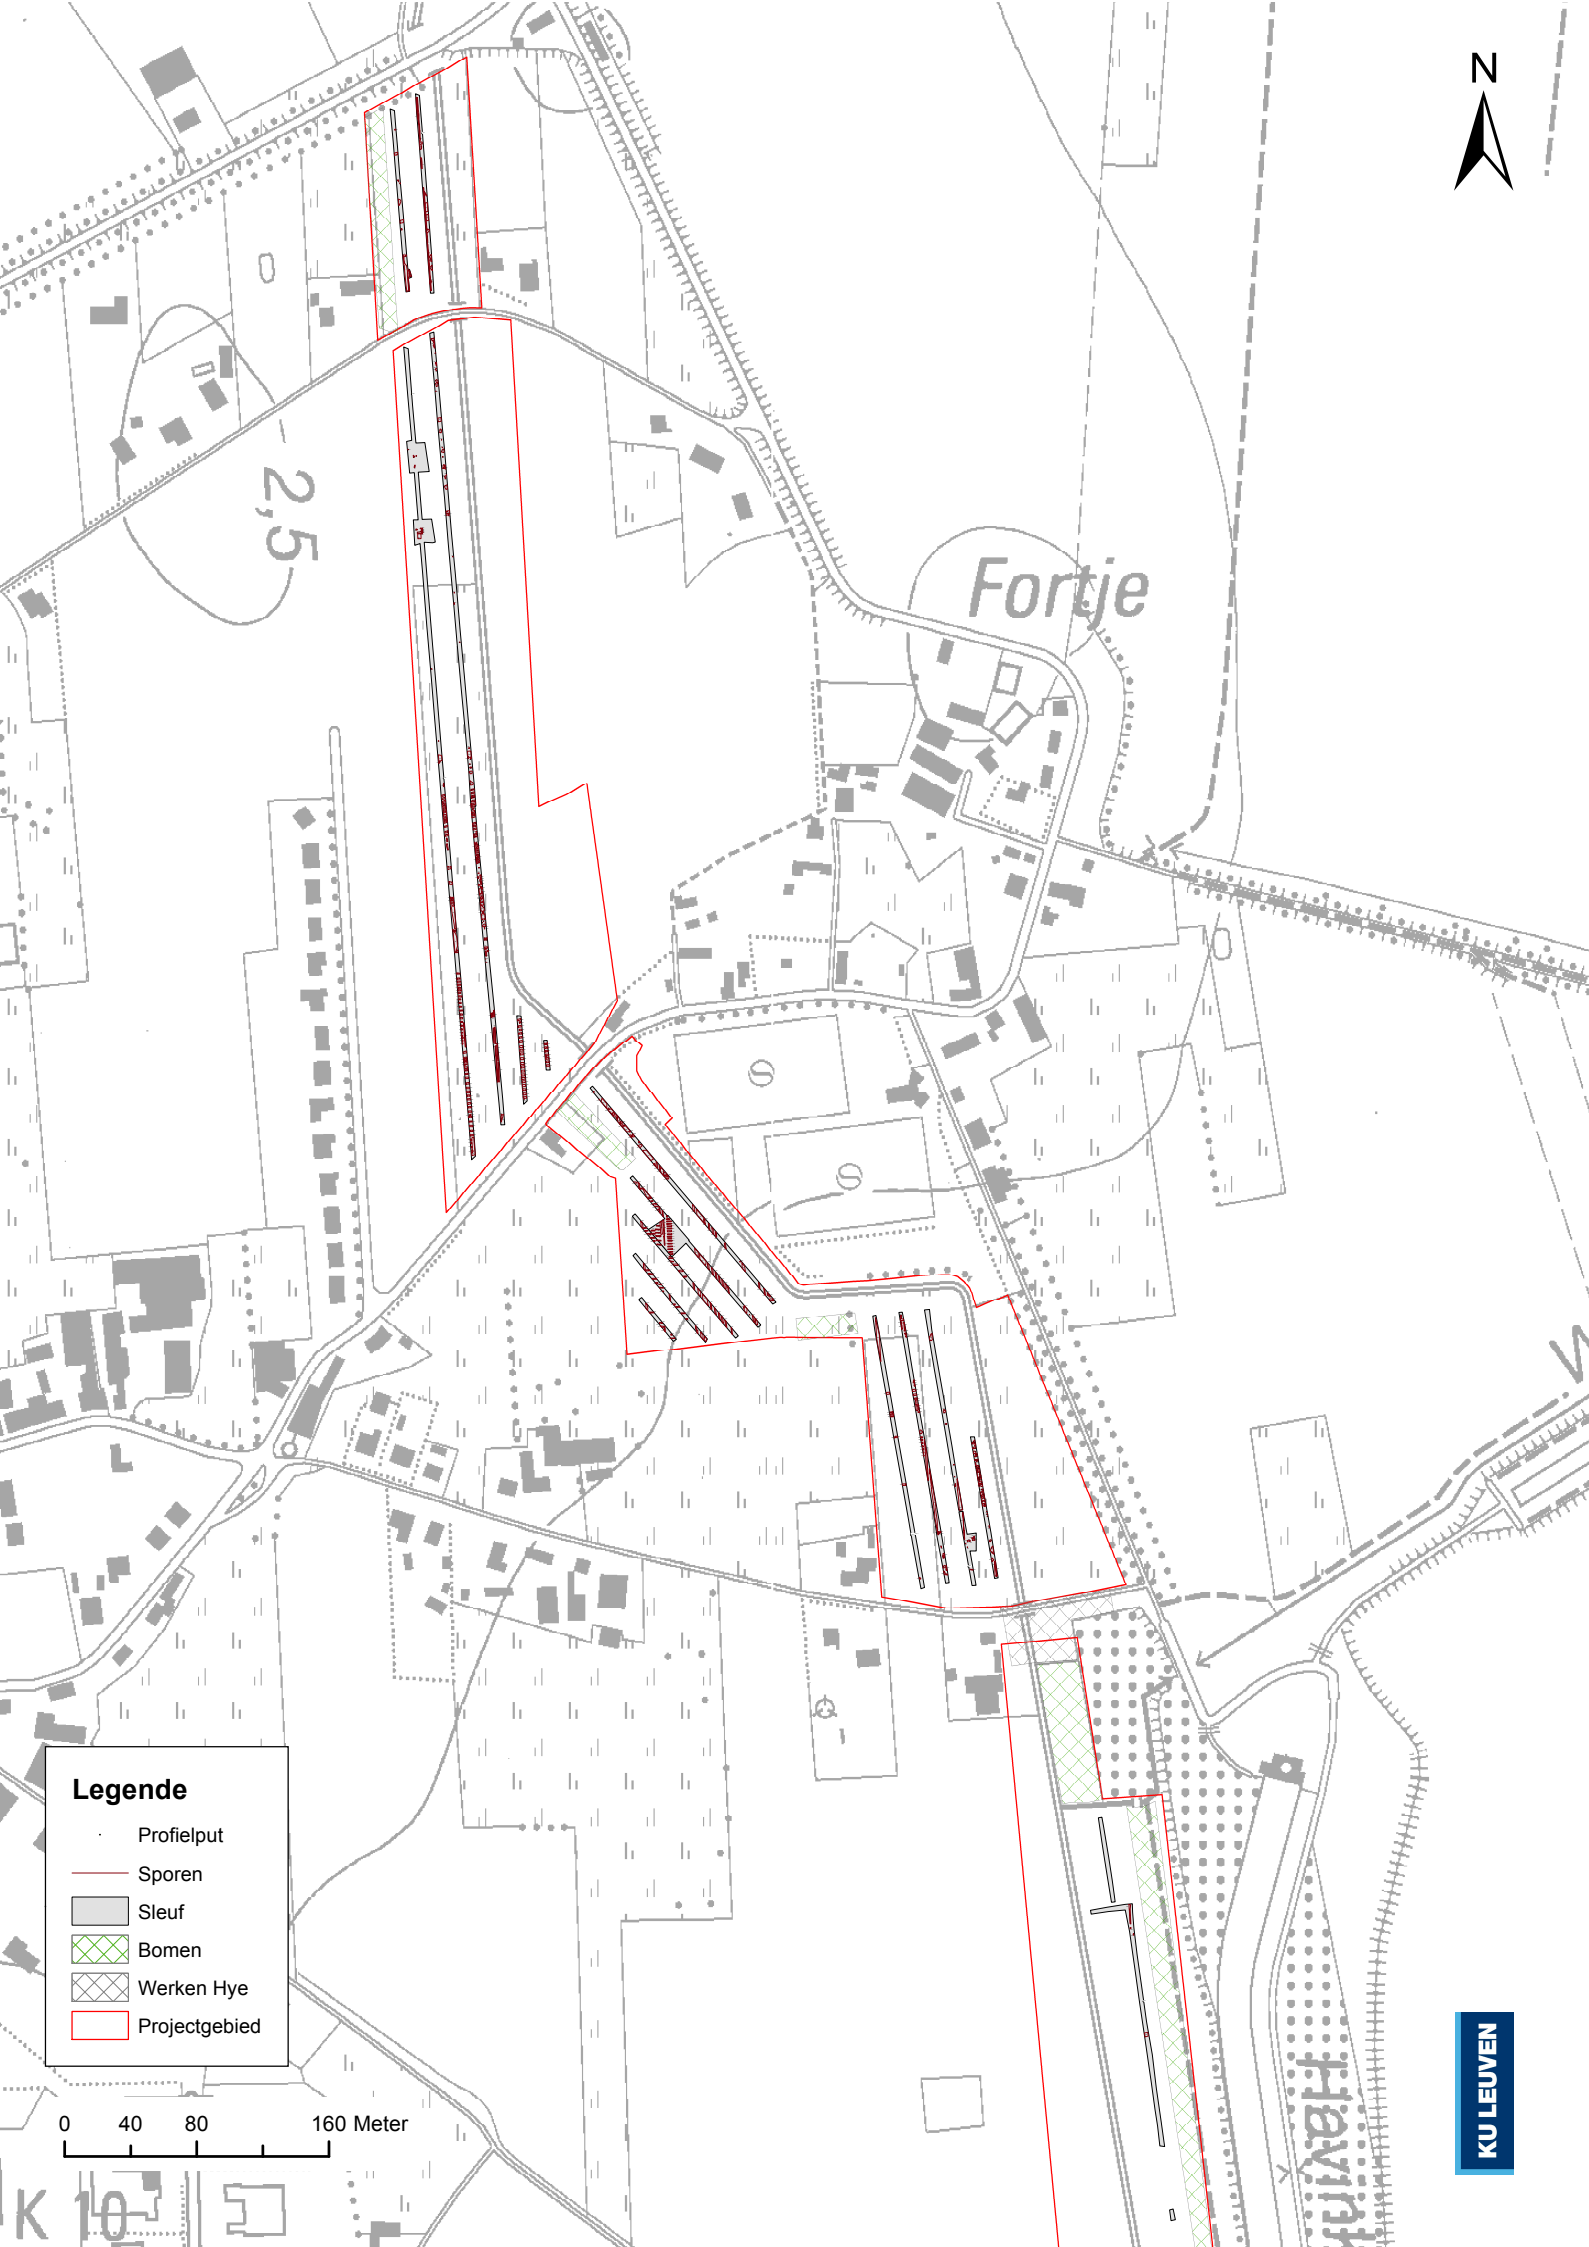 N
2,5
Fortje
S
S
W
Legende
Profielput
Sporen
Sleuf
Bomen
Werken Hye
Projectgebied
0 40 80 160 Meter
K 10
KU LEUVEN